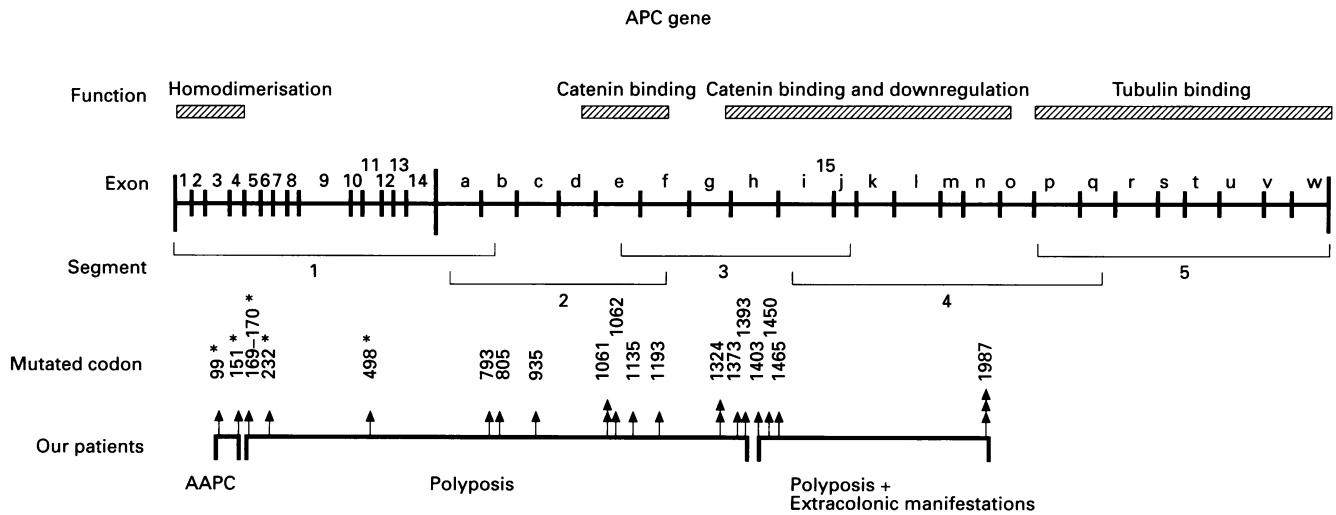 APC gene
Function
Homodimerisation
Catenin binding
Catenin binding and downregulation
Tubulin binding
Exon
1 2 3 4 5 6 7 8 9 10 11 12 13 14 a b c d e f g h i 15 j k l m n o p q r s t u v w
Segment
1
2
3
4
5
Mutated codon
99 *
151 *
169–170 *
232 *
498 *
793
805
935
1061
1062
1135
1193
1324
1373
1393
1403
1450
1465
1987
Our patients
AAPC
Polyposis
Polyposis +
Extracolonic manifestations